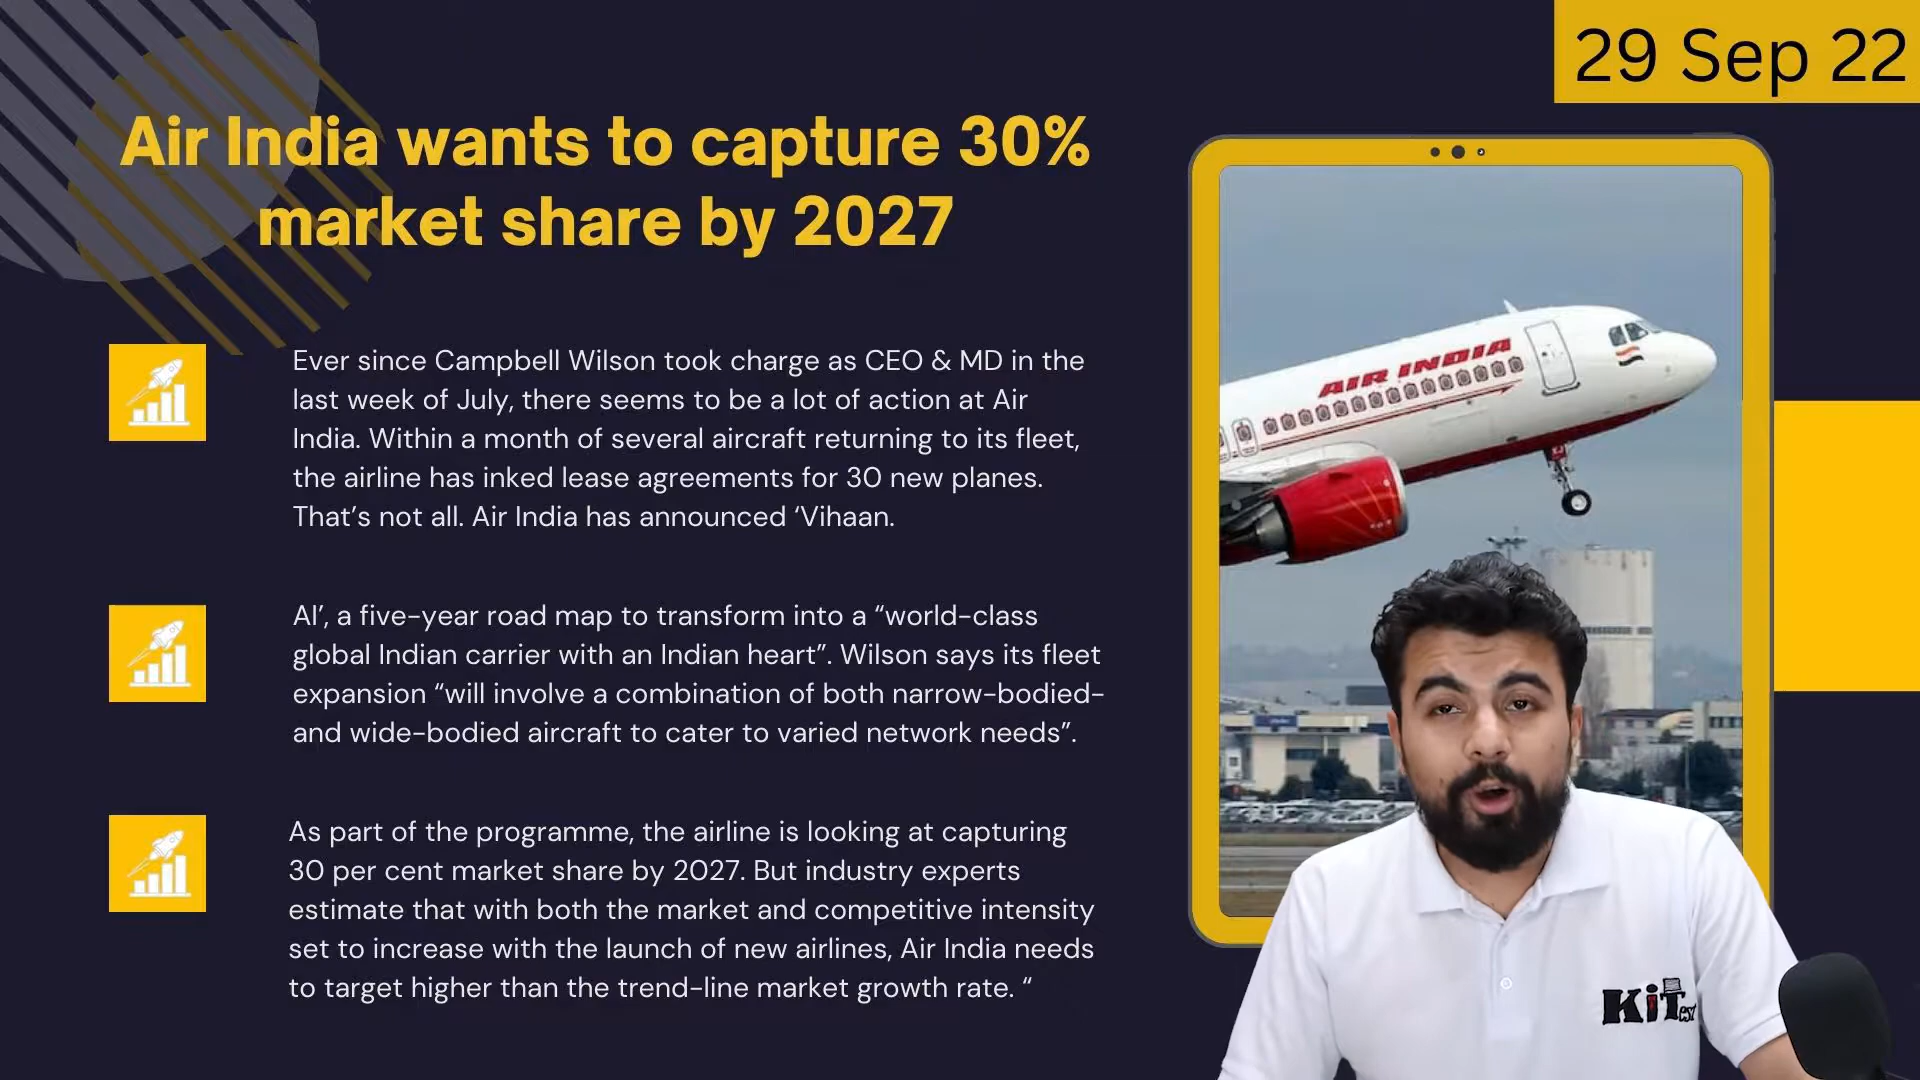 29 Sep 22
Air India wants to capture 30%
market share by 2027
Ever since Campbell Wilson took charge as CEO & MD in the
last week of July, there seems to be a lot of action at Air
India. Within a month of several aircraft returning to its fleet,
the airline has inked lease agreements for 30 new planes.
That’s not all. Air India has announced ‘Vihaan.
AI’, a five-year road map to transform into a “world-class
global Indian carrier with an Indian heart”. Wilson says its fleet
expansion “will involve a combination of both narrow-bodied-
and wide-bodied aircraft to cater to varied network needs”.
As part of the programme, the airline is looking at capturing
30 per cent market share by 2027. But industry experts
estimate that with both the market and competitive intensity
set to increase with the launch of new airlines, Air India needs
to target higher than the trend-line market growth rate. “
AIR INDIA
KiTest